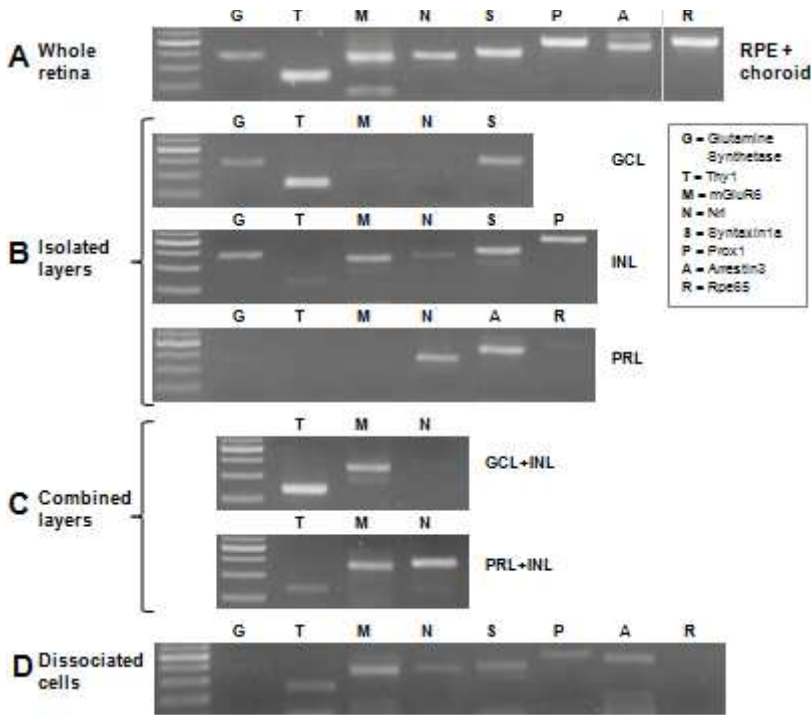 G T M N S P A R
A Whole
retina
RPE +
choroid
G T M N S
GCL
G = Glutamine
Synthetase
T = Thy1
M = mGluR6
N = Nrl
S = Syntaxin1a
P = Prox1
A = Arrestin3
R = Rpe65
G T M N S P
B Isolated
layers
INL
G T M N A R
PRL
T M N
GCL+INL
C Combined
layers
T M N
PRL+INL
G T M N S P A R
D Dissociated
cells